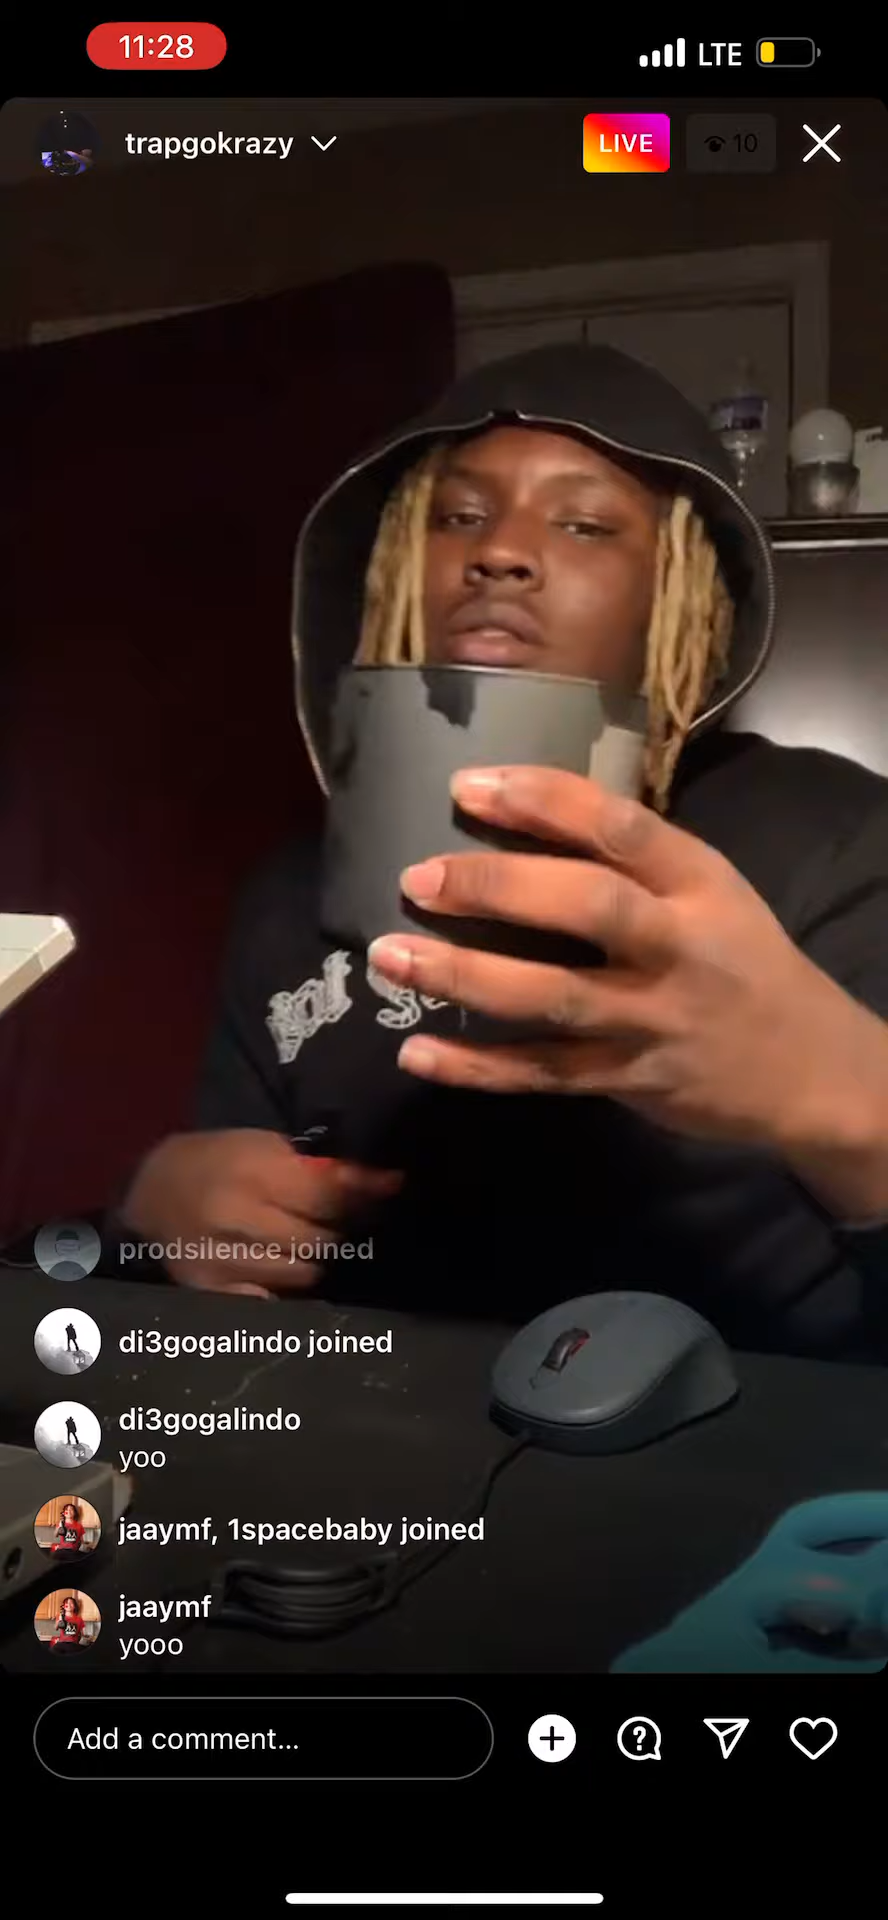 11:28
LTE
trapgokrazy
LIVE
10
prodsilence joined
di3gogalindo joined
di3gogalindo
yoo
jaaymf, 1spacebaby joined
jaaymf
yooo
Add a comment...